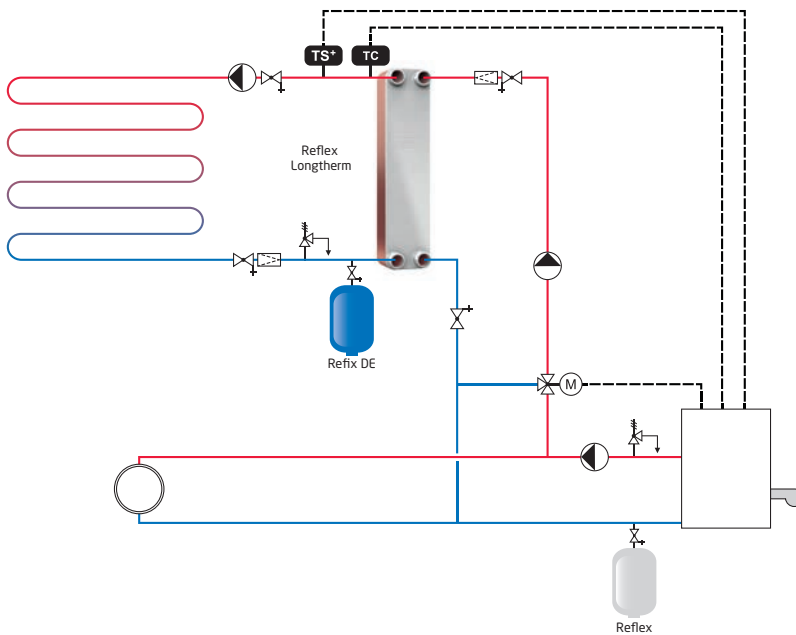 TS+
TC
Reflex
Longtherm
Refix DE
M
Reflex